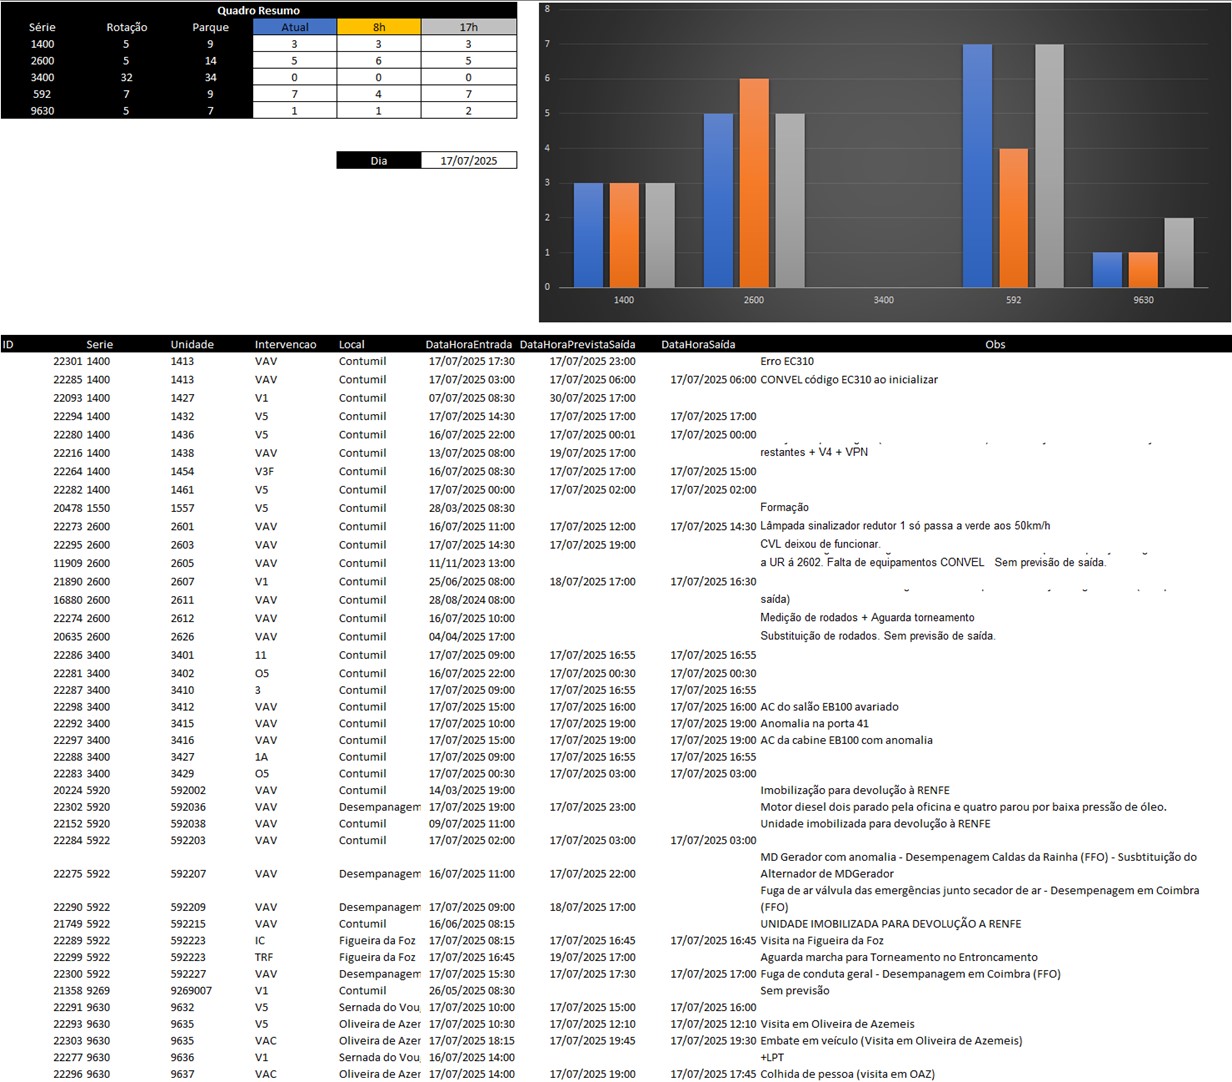 Quadro Resumo
Série Rotação Parque Atual 8h 17h
1400 5 9 3 3 3
2600 5 14 5 6 5
3400 32 34 0 0 0
592 7 9 7 4 7
9630 5 7 1 1 2
Dia 17/07/2025
8
7
6
5
4
3
2
1
0
1400 2600 3400 592 9630
ID Serie Unidade Intervencao Local DataHoraEntrada DataHoraPrevistaSaída DataHoraSaída Obs
22301 1400 1413 VAV Contumil 17/07/2025 17:30 17/07/2025 23:00 Erro EC310
22285 1400 1413 VAV Contumil 17/07/2025 03:00 17/07/2025 06:00 17/07/2025 06:00 CONVEL código EC310 ao inicializar
22093 1400 1427 V1 Contumil 07/07/2025 08:30 30/07/2025 17:00
22294 1400 1432 V5 Contumil 17/07/2025 14:30 17/07/2025 17:00 17/07/2025 17:00
22280 1400 1436 V5 Contumil 16/07/2025 22:00 17/07/2025 00:01 17/07/2025 00:00
22216 1400 1438 VAV Contumil 13/07/2025 08:00 19/07/2025 17:00 restantes + V4 + VPN
22264 1400 1454 V3F Contumil 16/07/2025 08:30 17/07/2025 17:00 17/07/2025 15:00
22282 1400 1461 V5 Contumil 17/07/2025 00:00 17/07/2025 02:00 17/07/2025 02:00
20478 1550 1557 V5 Contumil 28/03/2025 08:30 Formação
22273 2600 2601 VAV Contumil 16/07/2025 11:00 17/07/2025 12:00 17/07/2025 14:30 Lâmpada sinalizador redutor 1 só passa a verde aos 50km/h
22295 2600 2603 VAV Contumil 17/07/2025 14:30 17/07/2025 19:00 CVL deixou de funcionar.
11909 2600 2605 VAV Contumil 11/11/2023 13:00 a UR á 2602. Falta de equipamentos CONVEL Sem previsão de saída.
21890 2600 2607 V1 Contumil 25/06/2025 08:00 18/07/2025 17:00 17/07/2025 16:30
16880 2600 2611 VAV Contumil 28/08/2024 08:00 saída)
22274 2600 2612 VAV Contumil 16/07/2025 10:00 Medição de rodados + Aguarda torneamento
20635 2600 2626 VAV Contumil 04/04/2025 17:00 Substituição de rodados. Sem previsão de saída.
22286 3400 3401 11 Contumil 17/07/2025 09:00 17/07/2025 16:55 17/07/2025 16:55
22281 3400 3402 O5 Contumil 16/07/2025 22:00 17/07/2025 00:30 17/07/2025 00:30
22287 3400 3410 3 Contumil 17/07/2025 09:00 17/07/2025 16:55 17/07/2025 16:55
22298 3400 3412 VAV Contumil 17/07/2025 15:00 17/07/2025 16:00 17/07/2025 16:00 AC do salão EB100 avariado
22292 3400 3415 VAV Contumil 17/07/2025 10:00 17/07/2025 19:00 17/07/2025 19:00 Anomalia na porta 41
22297 3400 3416 VAV Contumil 17/07/2025 15:00 17/07/2025 19:00 17/07/2025 19:00 AC da cabine EB100 com anomalia
22288 3400 3427 1A Contumil 17/07/2025 09:00 17/07/2025 16:55 17/07/2025 16:55
22283 3400 3429 O5 Contumil 17/07/2025 00:30 17/07/2025 03:00 17/07/2025 03:00
20224 5920 592002 VAV Contumil 14/03/2025 19:00 Imobilização para devolução à RENFE
22302 5920 592036 VAV Desempanagem 17/07/2025 19:00 17/07/2025 23:00 Motor diesel dois parado pela oficina e quatro parou por baixa pressão de óleo.
22152 5920 592038 VAV Contumil 09/07/2025 11:00 Unidade imobilizada para devolução à RENFE
22284 5922 592203 VAV Contumil 17/07/2025 02:00 17/07/2025 03:00 17/07/2025 03:00
MD Gerador com anomalia - Desempenagem Caldas da Rainha (FFO) - Susbtituição do
22275 5922 592207 VAV Desempanagem 16/07/2025 11:00 17/07/2025 22:00 Alternador de MDGerador
Fuga de ar válvula das emergências junto secador de ar - Desempenagem em Coimbra
22290 5922 592209 VAV Desempanagem 17/07/2025 09:00 18/07/2025 17:00 (FFO)
21749 5922 592215 VAV Contumil 16/06/2025 08:15 UNIDADE IMOBILIZADA PARA DEVOLUÇÃO A RENFE
22289 5922 592223 IC Figueira da Foz 17/07/2025 08:15 17/07/2025 16:45 17/07/2025 16:45 Visita na Figueira da Foz
22299 5922 592223 TRF Figueira da Foz 17/07/2025 16:45 19/07/2025 17:00 Aguarda marcha para Torneamento no Entroncamento
22300 5922 592227 VAV Desempanagem 17/07/2025 15:30 17/07/2025 17:30 17/07/2025 17:00 Fuga de conduta geral - Desempanagem em Coimbra (FFO)
21358 9269 9269007 V1 Contumil 26/05/2025 08:30 Sem previsão
22291 9630 9632 V5 Sernada do Vou 17/07/2025 10:00 17/07/2025 15:00 17/07/2025 16:00
22293 9630 9635 V5 Oliveira de Azer 17/07/2025 10:30 17/07/2025 12:10 17/07/2025 12:10 Visita em Oliveira de Azemeis
22303 9630 9635 VAC Oliveira de Azer 17/07/2025 18:15 17/07/2025 19:45 17/07/2025 19:30 Embate em veículo (Visita em Oliveira de Azemeis)
22277 9630 9636 V1 Sernada do Vou 16/07/2025 14:00 +LPT
22296 9630 9637 VAC Oliveira de Azer 17/07/2025 14:00 17/07/2025 19:00 17/07/2025 17:45 Colhida de pessoa (visita em OAZ)